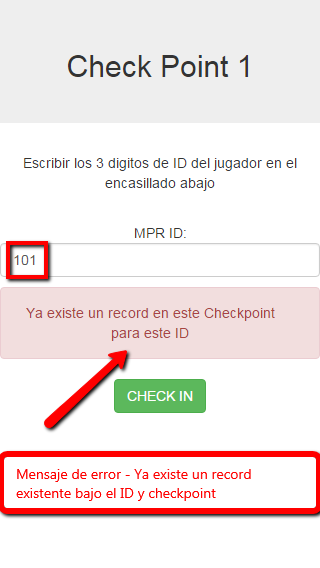 Check Point 1
Escribir los 3 digitos de ID del jugador en el
encasillado abajo
MPR ID:
101
Ya existe un record en este Checkpoint
para este ID
CHECK IN
Mensaje de error - Ya existe un record
existente bajo el ID y checkpoint